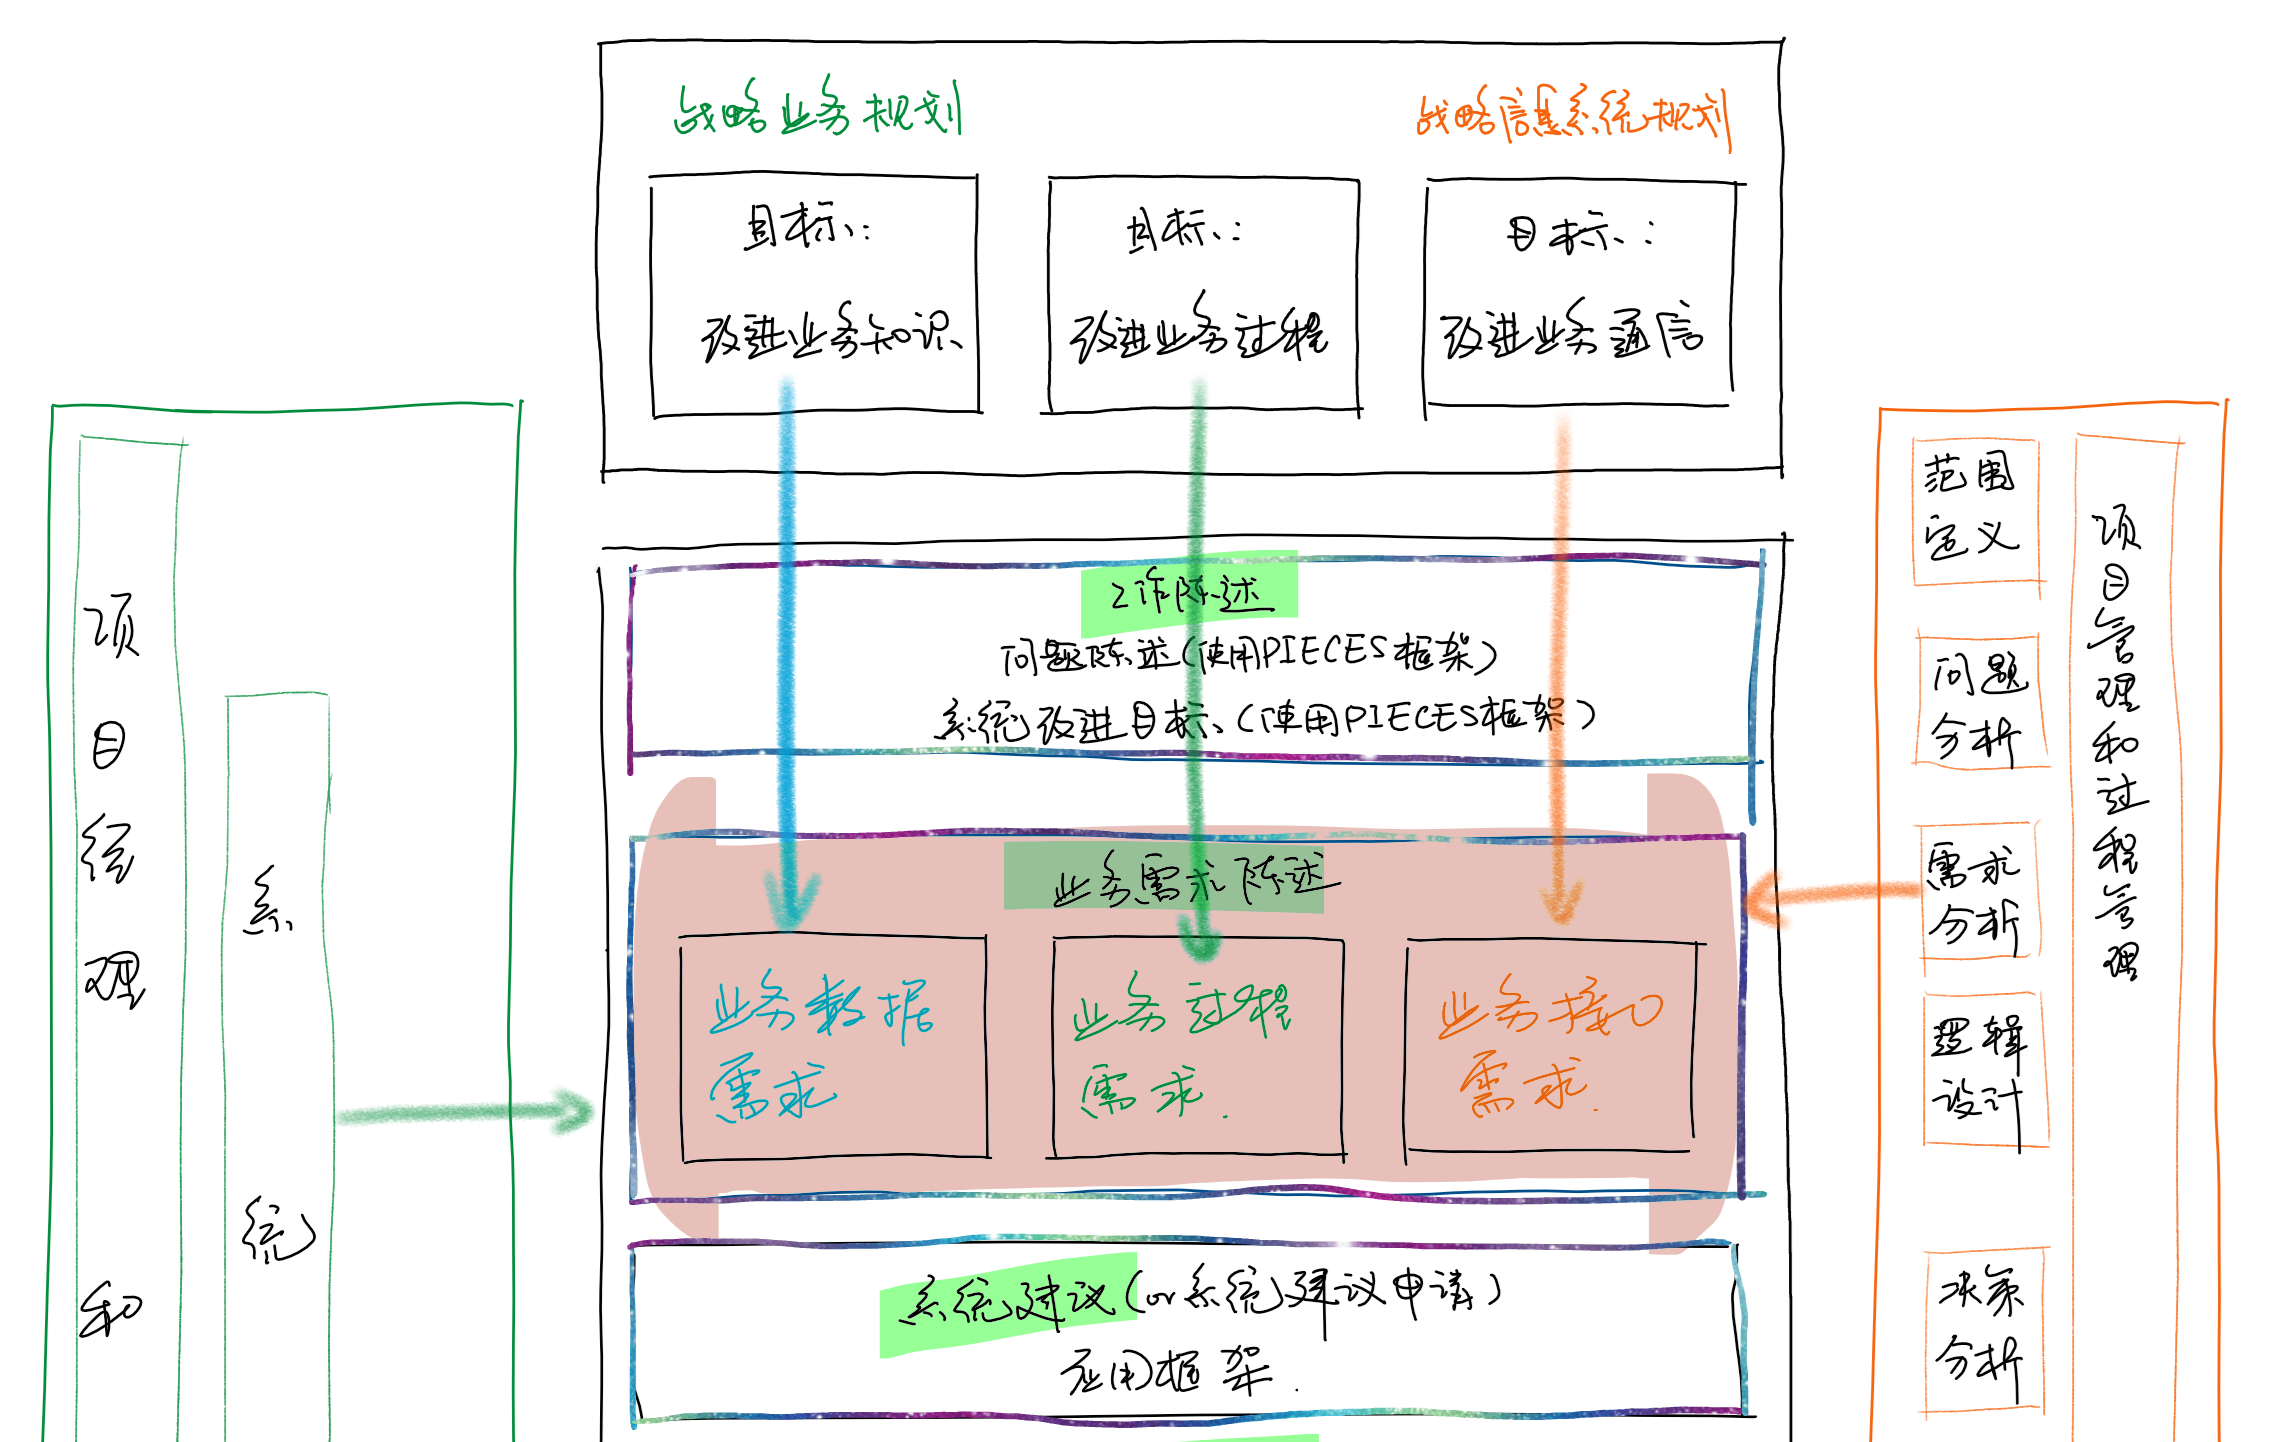 战略业务规划
战略信息系统规划
目标:
改进业务知识
目标:
改进业务过程
目标:
改进业务通信
工作陈述
问题陈述(使用PIECES框架)
系统改进目标(使用PIECES框架)
业务需求陈述
业务数据
需求
业务过程
需求.
业务接口
需求.
系统建议(or系统建议申请)
应用框架.
项目经理和
系统
范围
定义
问题
分析
需求
分析
逻辑
设计
决策
分析
项目管理和过程管理